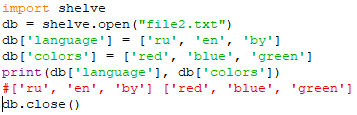 import shelve
db = shelve.open("file2.txt")
db['language'] = ['ru', 'en', 'by']
db['colors'] = ['red', 'blue', 'green']
print(db['language'], db['colors'])
#['ru', 'en', 'by'] ['red', 'blue', 'green']
db.close()